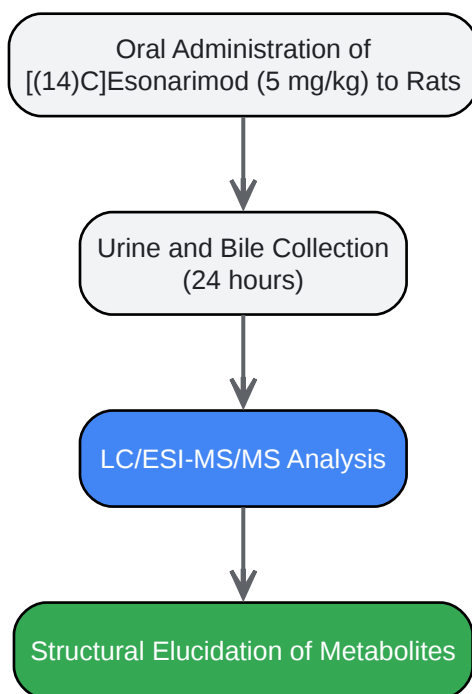 Oral Administration of
[(14)C]Esonarimod (5 mg/kg) to Rats
Urine and Bile Collection
(24 hours)
LC/ESI-MS/MS Analysis
Structural Elucidation of Metabolites